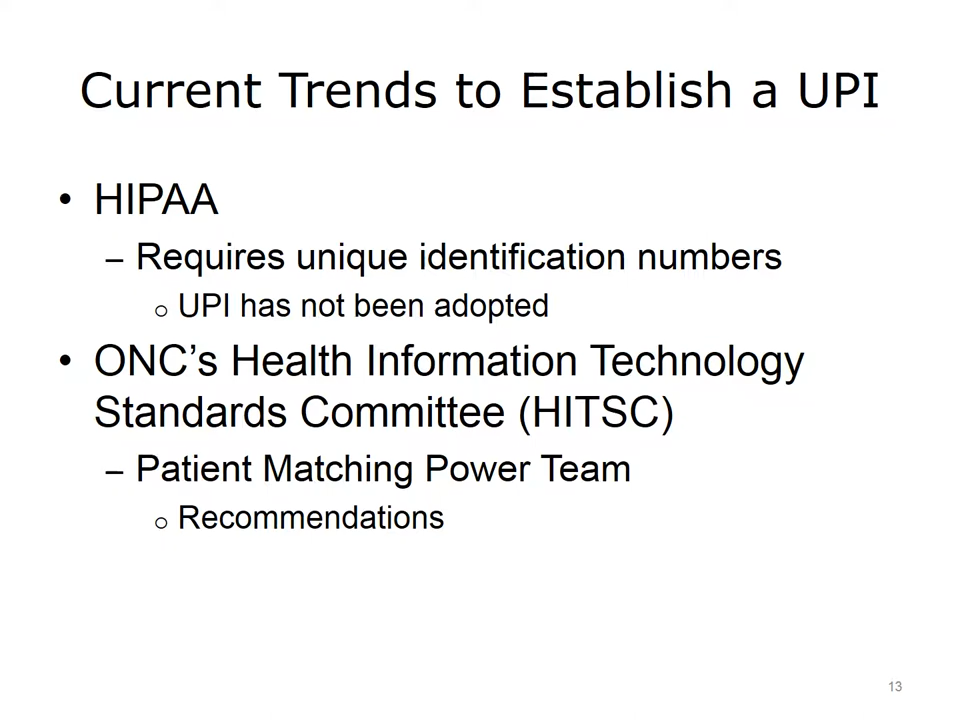 Current Trends to Establish a UPI
• HIPAA
– Requires unique identification numbers
o UPI has not been adopted
• ONC’s Health Information Technology
Standards Committee (HITSC)
– Patient Matching Power Team
o Recommendations
13